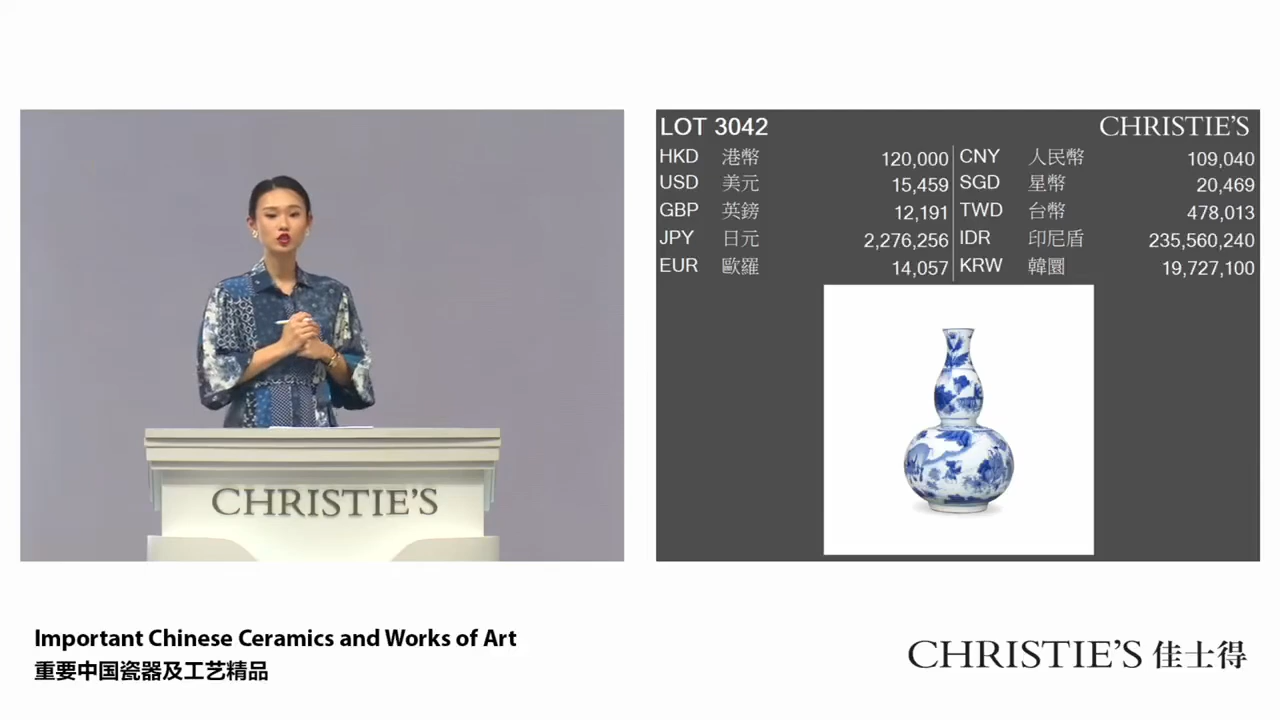 CHRISTIE'S
LOT 3042 CHRISTIE'S
HKD 港幣 120,000 CNY 人民幣 109,040
USD 美元 15,459 SGD 星幣 20,469
GBP 英鎊 12,191 TWD 台幣 478,013
JPY 日元 2,276,256 IDR 印尼盾 235,560,240
EUR 歐羅 14,057 KRW 韓圜 19,727,100
Important Chinese Ceramics and Works of Art
重要中国瓷器及工艺精品
CHRISTIE'S 佳士得